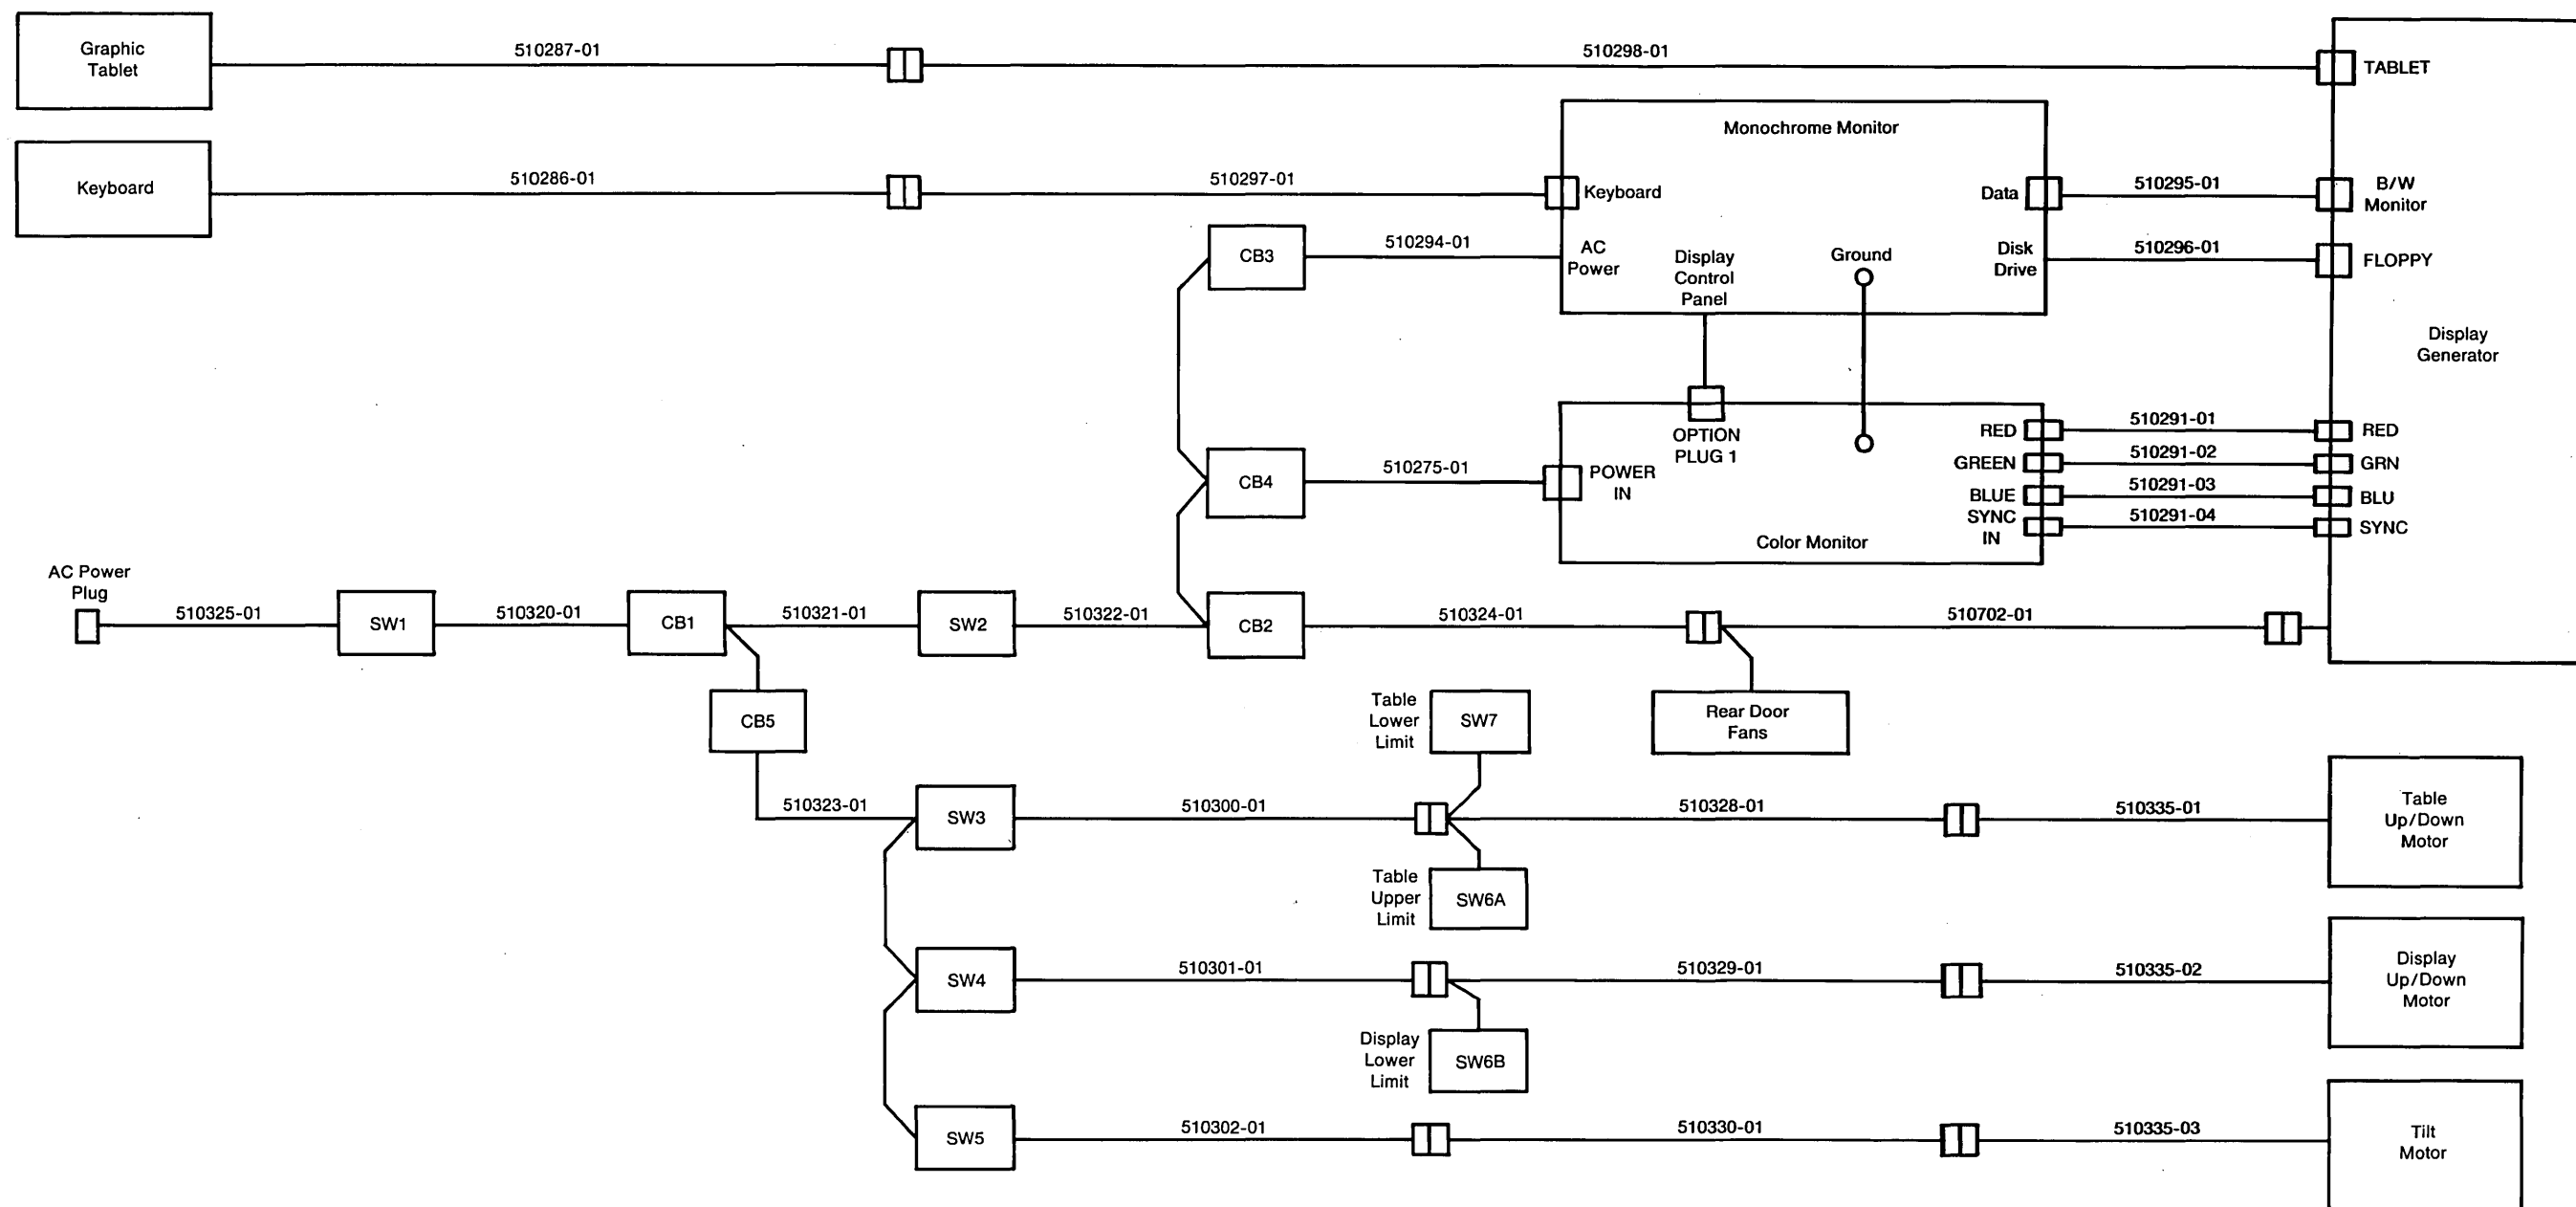 Graphic
Tablet
510287-01
510298-01
TABLET
Monochrome Monitor
Keyboard
510286-01
510297-01
Keyboard
Data
510295-01
B/W
Monitor
CB3
510294-01
AC
Power
Display
Control
Panel
Ground
Disk
Drive
510296-01
FLOPPY
Display
Generator
OPTION
PLUG 1
RED
510291-01
RED
CB4
510275-01
POWER
IN
GREEN
510291-02
GRN
BLUE
510291-03
BLU
SYNC
IN
510291-04
SYNC
Color Monitor
AC Power
Plug
510325-01
SW1
510320-01
CB1
510321-01
SW2
510322-01
CB2
510324-01
510702-01
CB5
Table
Lower
Limit
SW7
Rear Door
Fans
510323-01
SW3
510300-01
510328-01
510335-01
Table
Up/Down
Motor
Table
Upper
Limit
SW6A
SW4
510301-01
510329-01
510335-02
Display
Up/Down
Motor
Display
Lower
Limit
SW6B
SW5
510302-01
510330-01
510335-03
Tilt
Motor